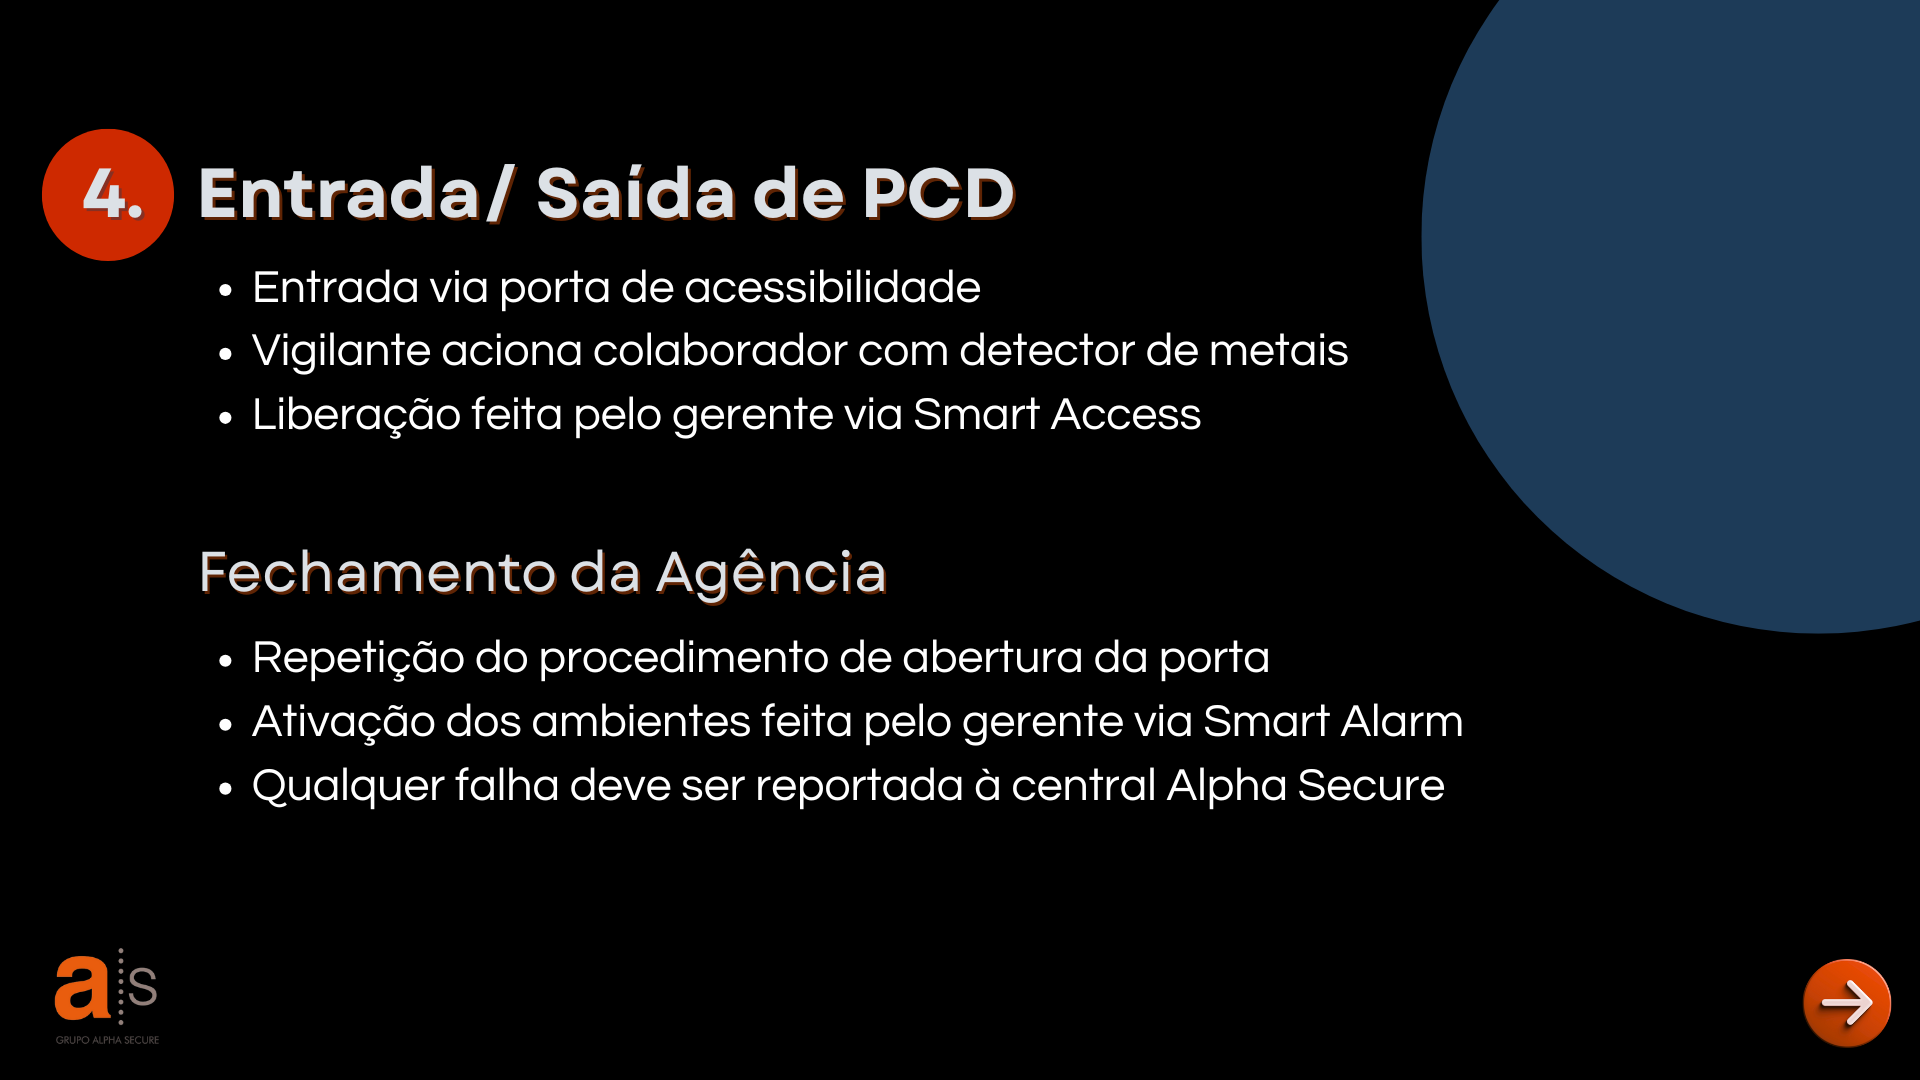 4. Entrada/ Saída de PCD
• Entrada via porta de acessibilidade
• Vigilante aciona colaborador com detector de metais
• Liberação feita pelo gerente via Smart Access
Fechamento da Agência
• Repetição do procedimento de abertura da porta
• Ativação dos ambientes feita pelo gerente via Smart Alarm
• Qualquer falha deve ser reportada à central Alpha Secure
a s
GRUPO ALPHA SECURE